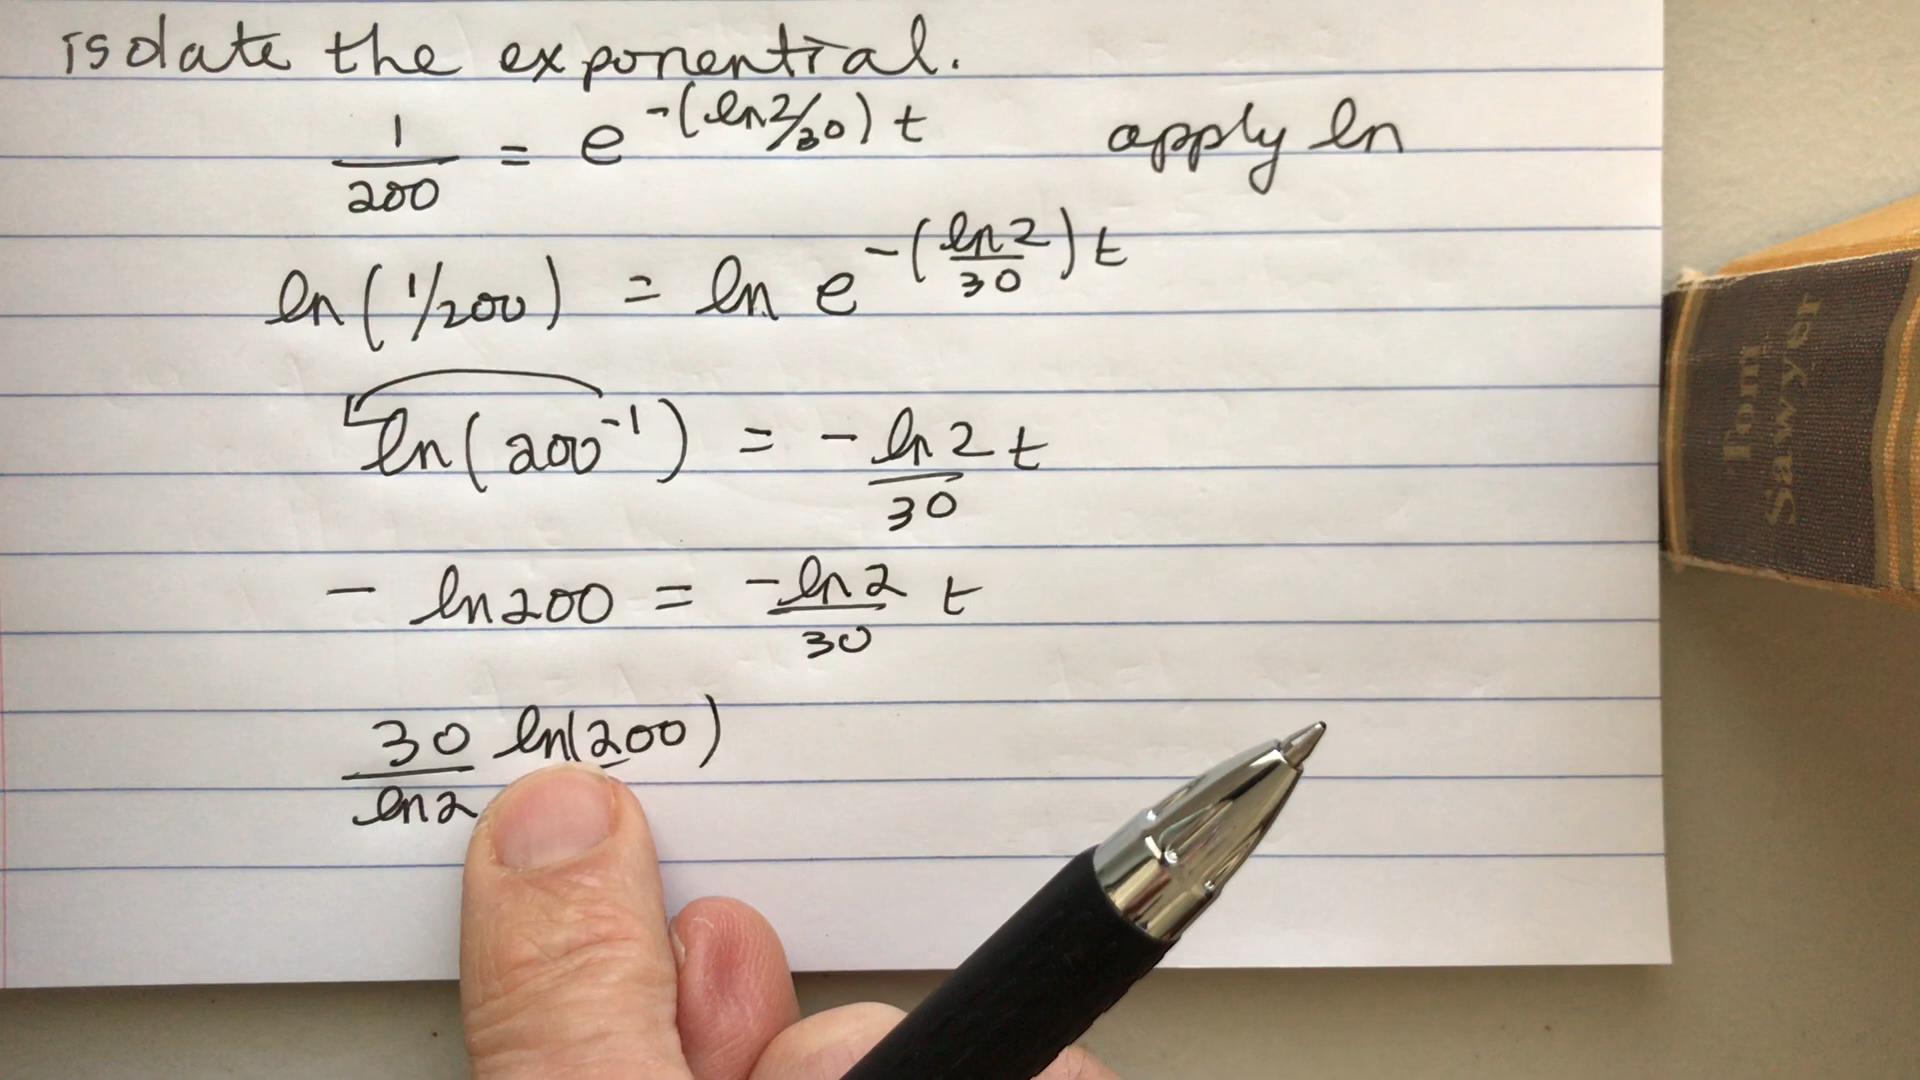 isolate the exponential.
1/200 = e^-(ln2/30)t apply ln
ln(1/200) = ln e^-(ln2/30)t
ln(200^-1) = -ln2/30 t
- ln200 = -ln2/30 t
30/ln2 ln(200)
Tom
Sawyer